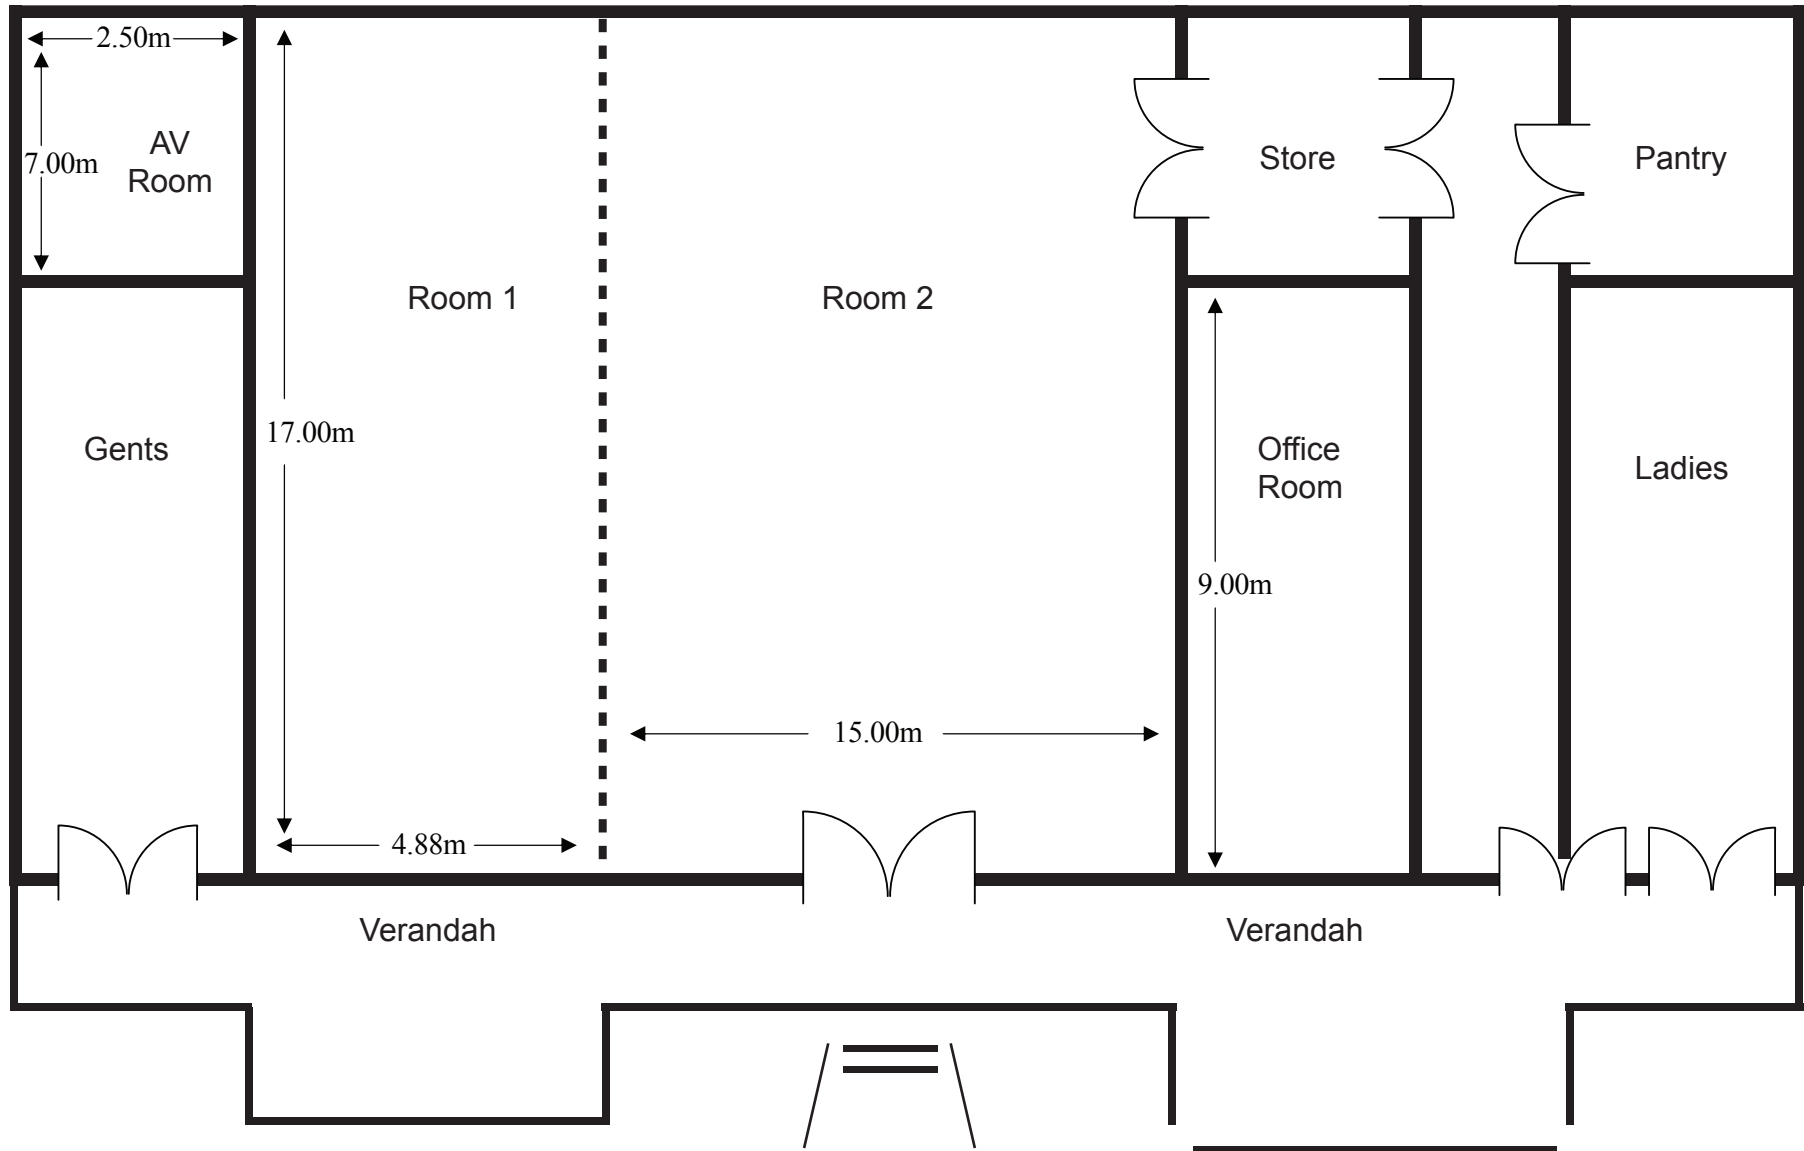 2.50m
AV
Room
7.00m
Store
Pantry
Room 1
Room 2
17.00m
Gents
Office
Room
Ladies
9.00m
15.00m
4.88m
Verandah
Verandah